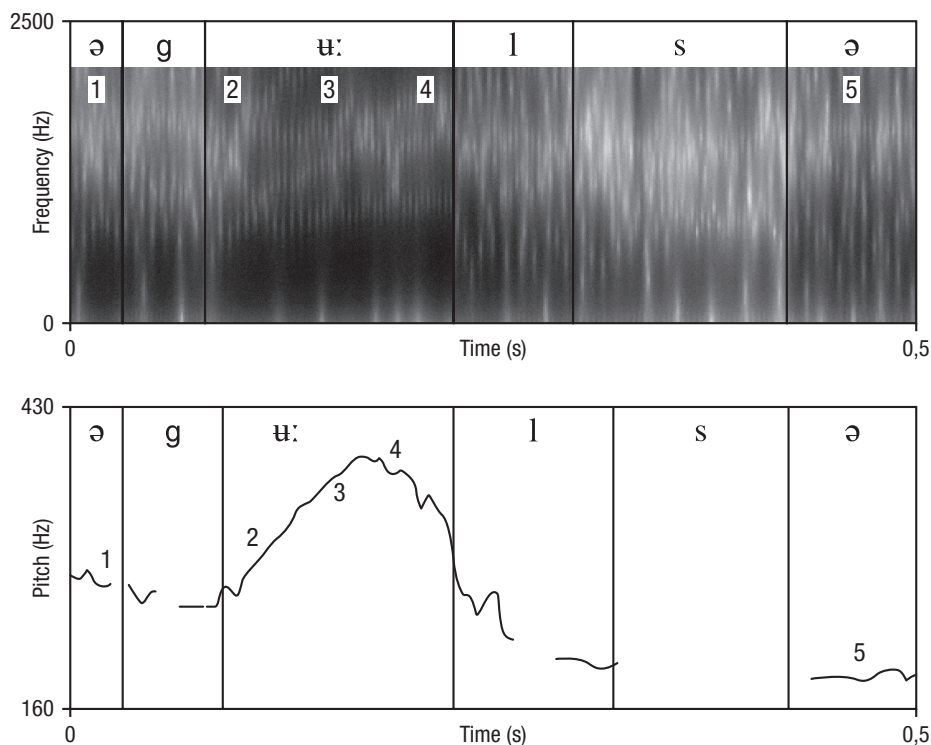 2500
ə g ʉː l s ə
1 2 3 4 5
Frequency (Hz)
0
0 Time (s) 0,5
430
ə g ʉː l s ə
4
3
2
1
5
Pitch (Hz)
160
0 Time (s) 0,5